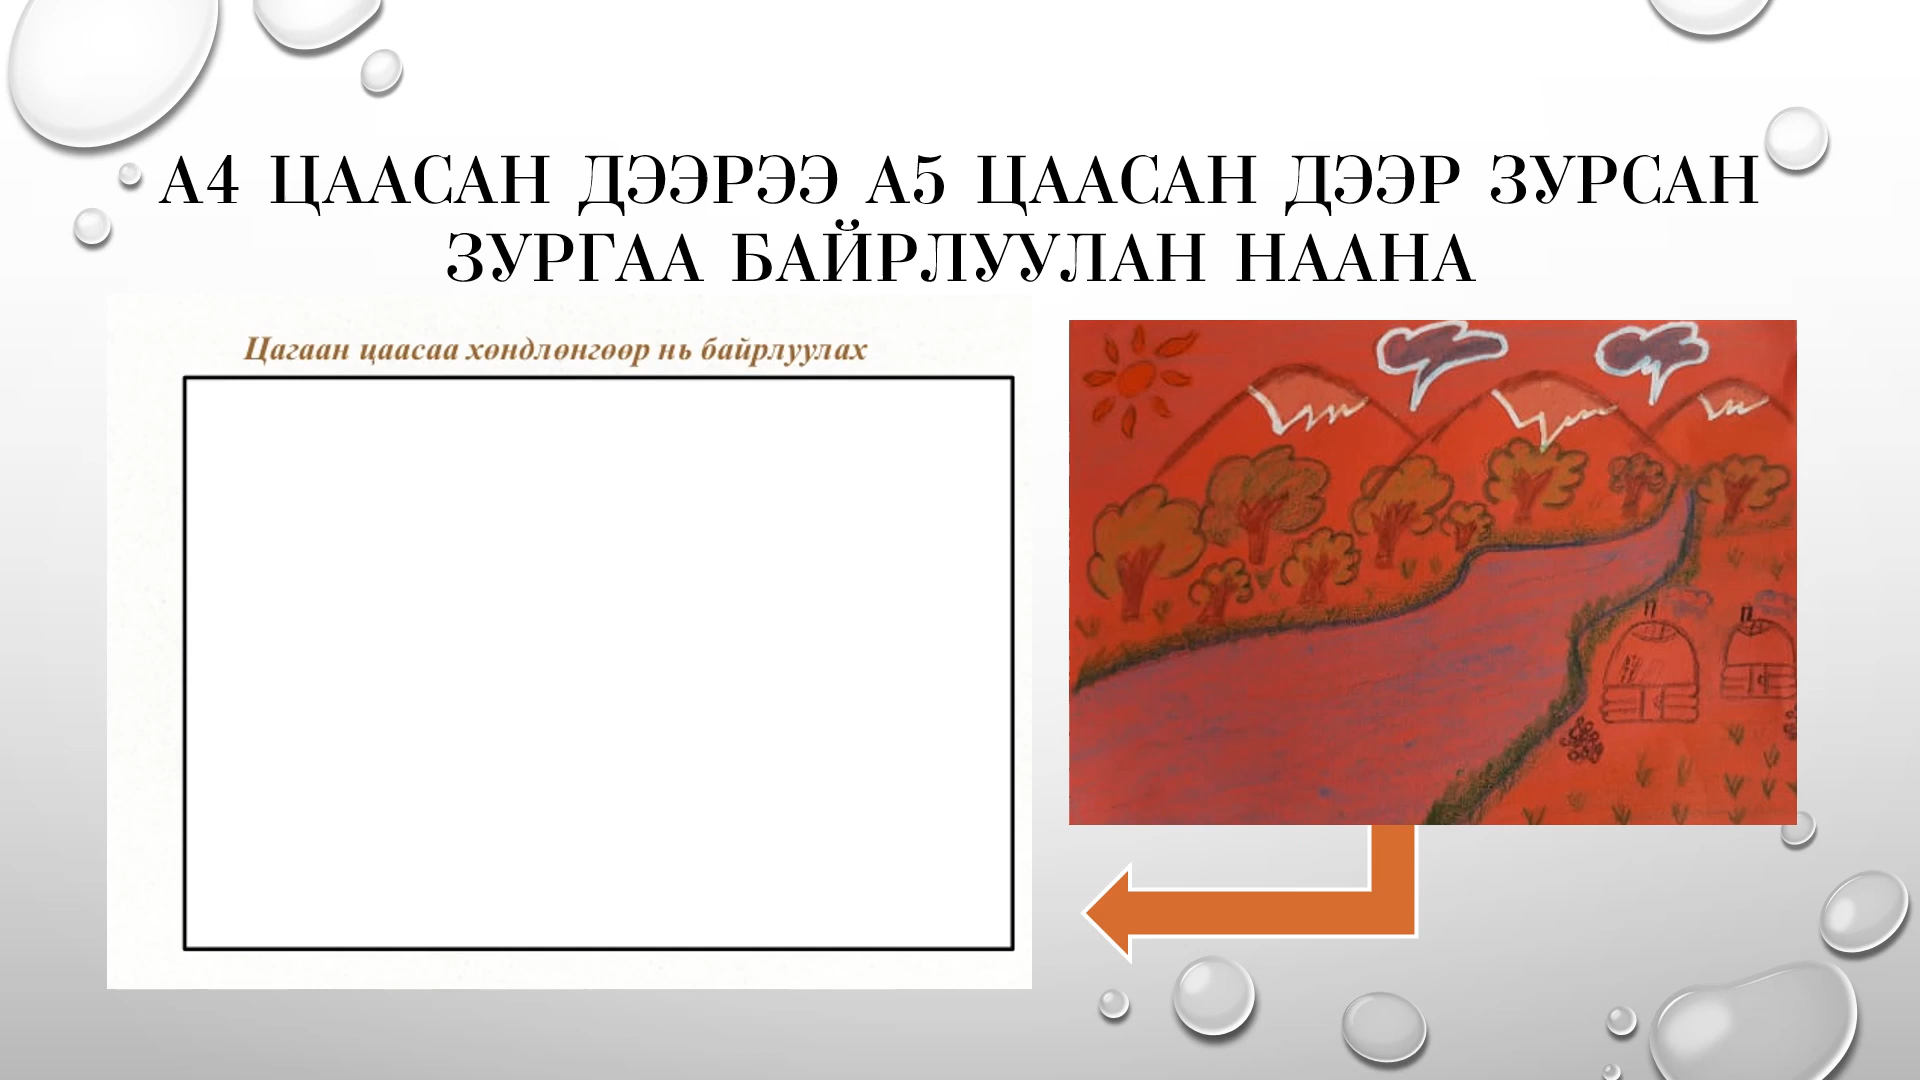 А4 ЦААСАН ДЭЭРЭЭ А5 ЦААСАН ДЭЭР ЗУРСАН
ЗУРГАА БАЙРЛУУЛАН НААНА
Цагаан цаасаа хөндлөнгөөр нь байрлуулах